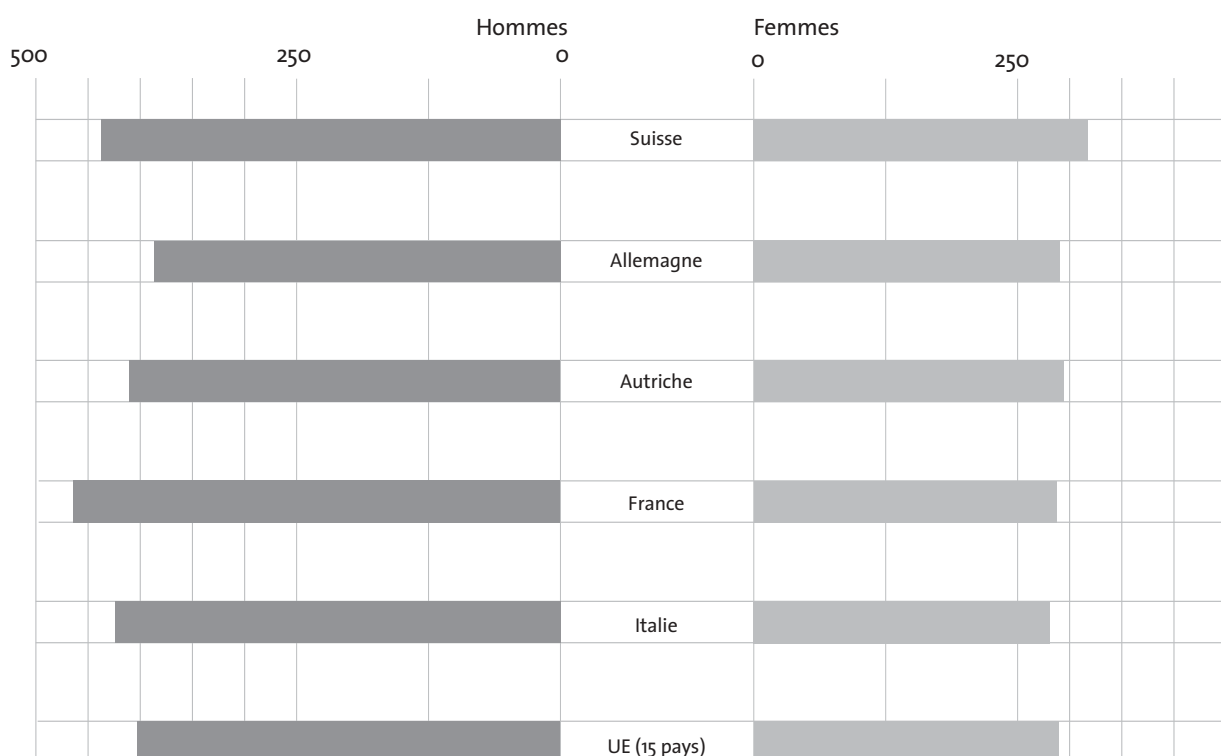 Hommes Femmes
500 250 0 0 250
Suisse
Allemagne
Autriche
France
Italie
UE (15 pays)